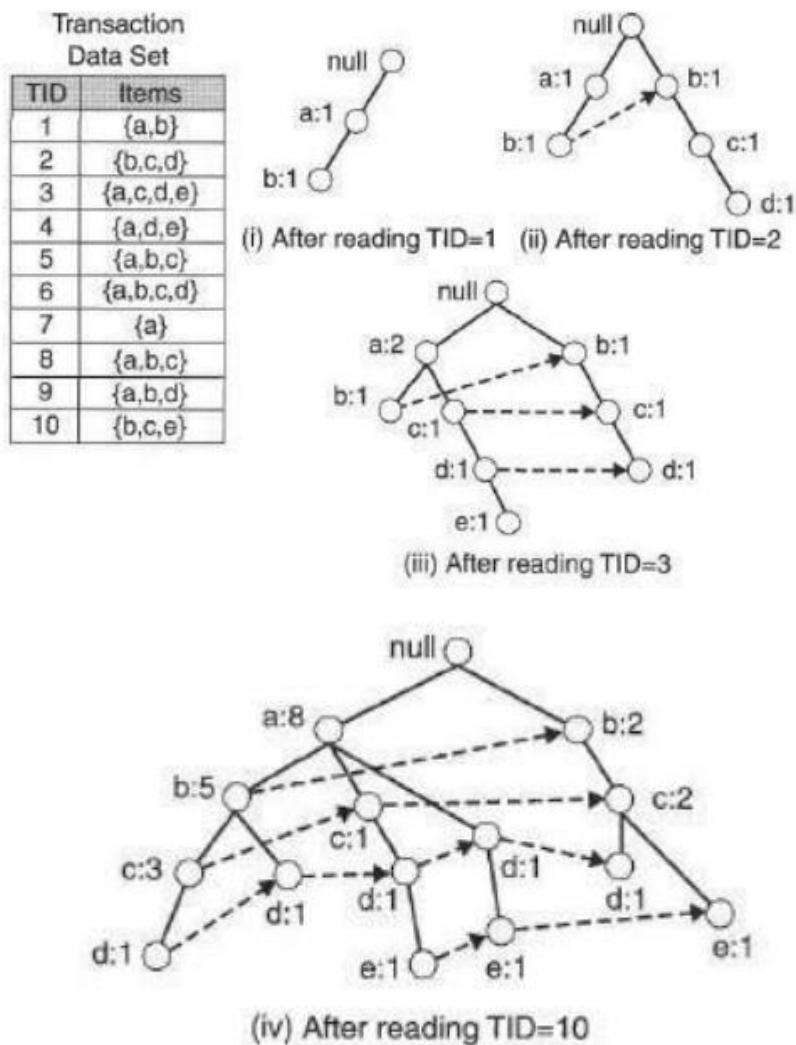 Transaction
Data Set
TID Items
1 {a,b}
2 {b,c,d}
3 {a,c,d,e}
4 {a,d,e}
5 {a,b,c}
6 {a,b,c,d}
7 {a}
8 {a,b,c}
9 {a,b,d}
10 {b,c,e}
null
a:1
b:1
(i) After reading TID=1
null
a:1 b:1
b:1 c:1
d:1
(ii) After reading TID=2
null
a:2 b:1
b:1 c:1 c:1
d:1 d:1
e:1
(iii) After reading TID=3
null
a:8 b:2
b:5 c:1 c:2
c:3 d:1 d:1 d:1 d:1
d:1 e:1 e:1 e:1
(iv) After reading TID=10